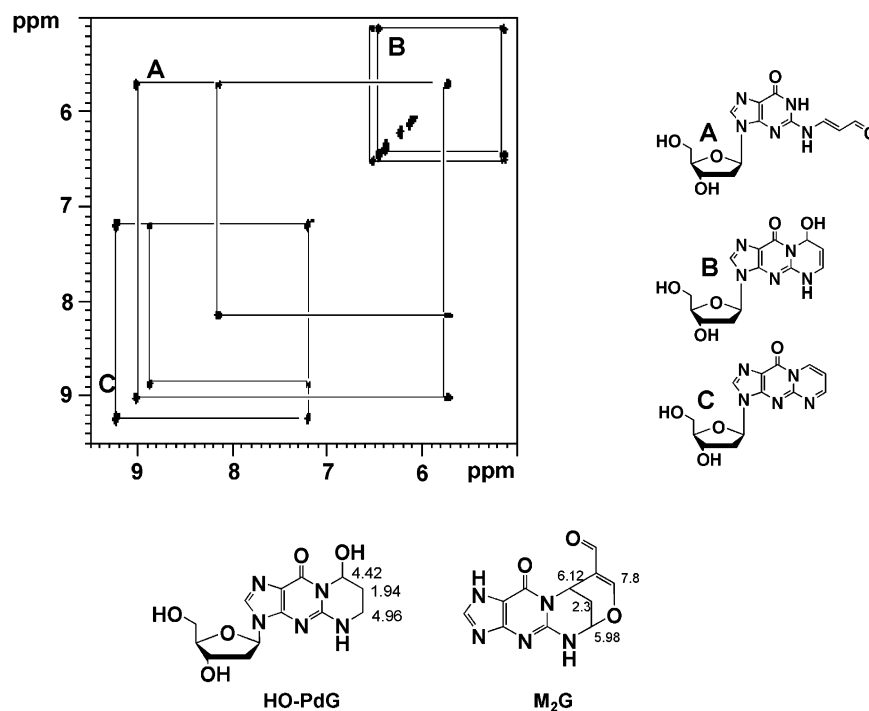 ppm
A
B
C
6
7
8
9
9 8 7 6 ppm
O
N NH
N N N H O
HO O A
OH
O OH
N N
N N N H
HO O B
OH
O
N N
N N N
HO O C
OH
O OH
N N 4.42
1.94
N N N H 4.96
HO O
OH
HO-PdG
O
H N O 6.12 7.8
N 2.3
N N N H O 5.98
M₂G